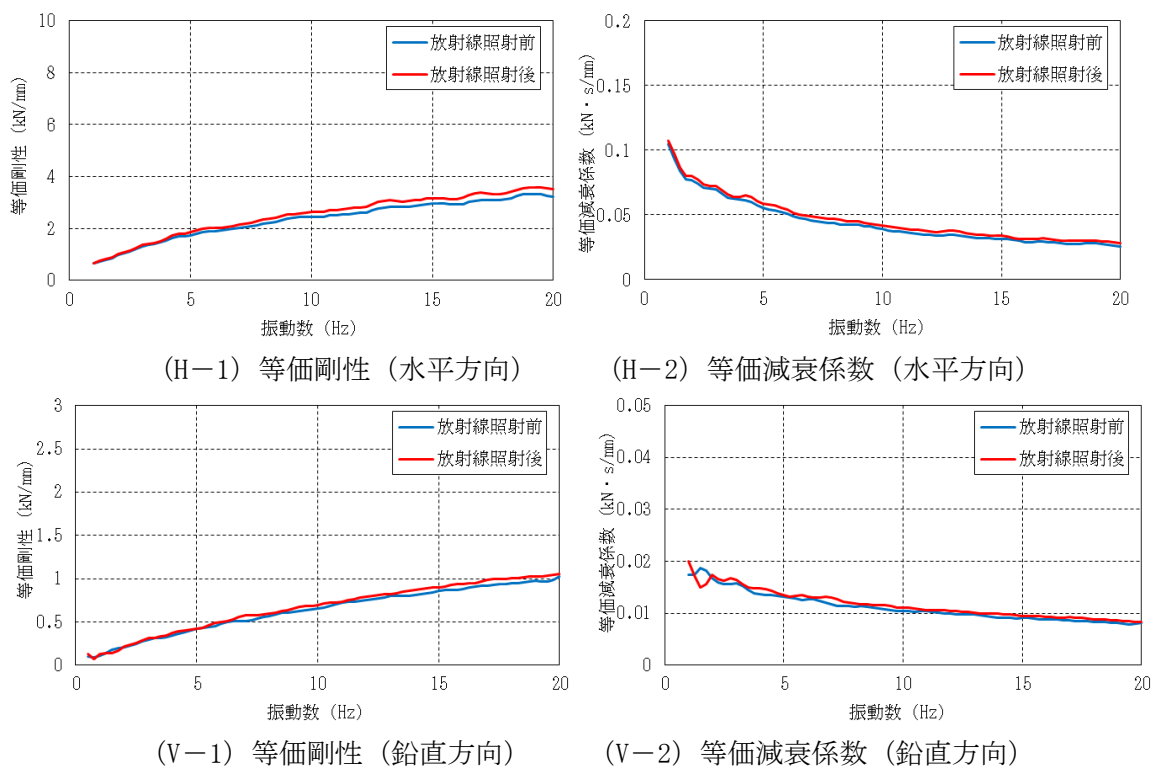 等価剛性 (kN/mm)
10
8
6
4
2
0
0 5 10 15 20
振動数 (Hz)
放射線照射前
放射線照射後
(H－1) 等価剛性（水平方向）
等価減衰係数 (kN・s/mm)
0.2
0.15
0.1
0.05
0
0 5 10 15 20
振動数 (Hz)
放射線照射前
放射線照射後
(H－2) 等価減衰係数（水平方向）
等価剛性 (kN/mm)
3
2.5
2
1.5
1
0.5
0
0 5 10 15 20
振動数 (Hz)
放射線照射前
放射線照射後
(V－1) 等価剛性（鉛直方向）
等価減衰係数 (kN・s/mm)
0.05
0.04
0.03
0.02
0.01
0
0 5 10 15 20
振動数 (Hz)
放射線照射前
放射線照射後
(V－2) 等価減衰係数（鉛直方向）